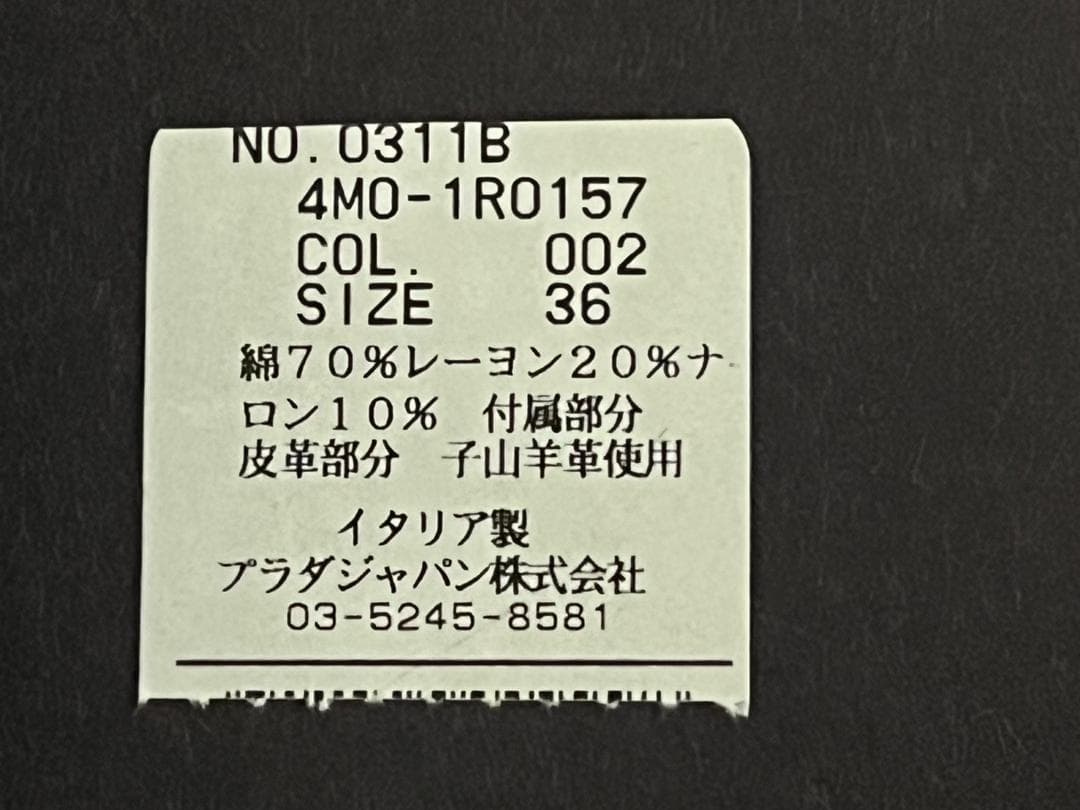 NO. 0311B
4M0-1R0157
COL. 002
SIZE 36
綿70%レーヨン20%ナ
ロン10% 付属部分
皮革部分 子山羊革使用
イタリア製
プラダジャパン株式会社
03-5245-8581